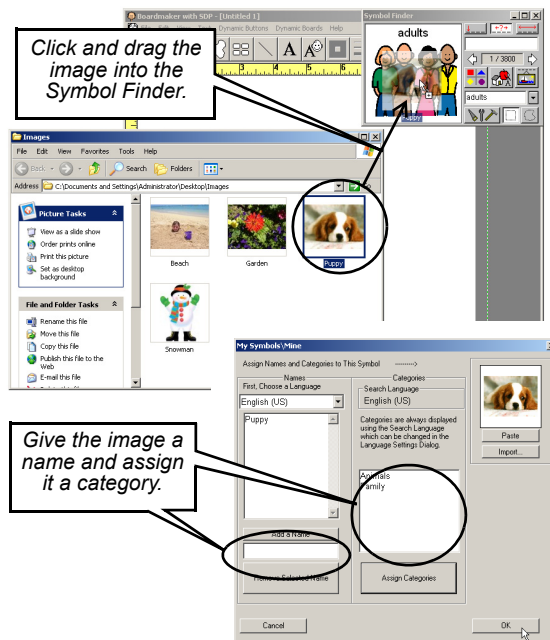 Boardmaker with SDP - [Untitled 1]
Symbol Finder
Dynamic Buttons Dynamic Boards Help
adults
1 / 3800
adults
Puppy
3 4 5 6
Click and drag the
image into the
Symbol Finder.
Images
File Edit View Favorites Tools Help
Back Search Folders
Address C:\Documents and Settings\Administrator\Desktop\Images
Picture Tasks
View as a slide show
Order prints online
Print this picture
Set as desktop
background
File and Folder Tasks
Rename this file
Move this file
Copy this file
Publish this file to the
Web
E-mail this file
Beach
Garden
Puppy
Snowman
My Symbols\Mine
Assign Names and Categories to This Symbol -------->
Names
First, Choose a Language
English (US)
Puppy
Add a Name
Remove Selected Name
Categories
Search Language
English (US)
Categories are always displayed
using the Search Language
which can be changed in the
Language Settings Dialog.
Animals
Family
Assign Categories
Paste
Import...
Give the image a
name and assign
it a category.
Cancel
OK